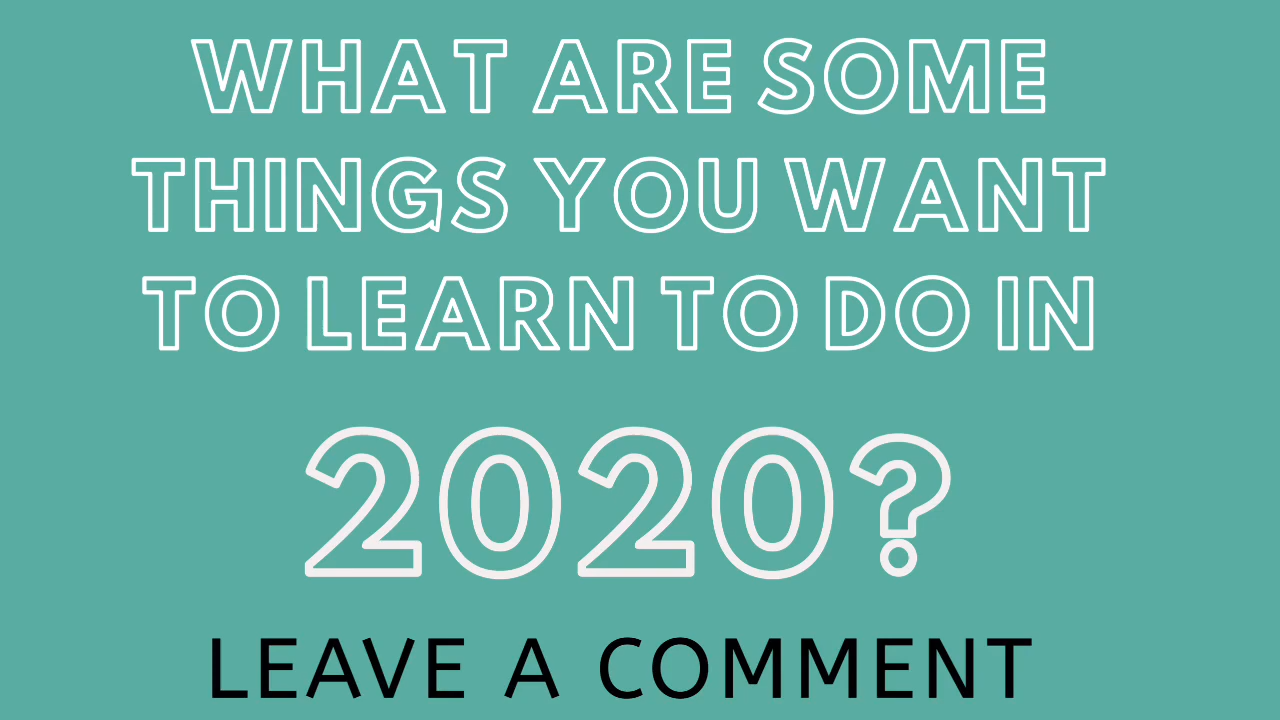 WHAT ARE SOME
THINGS YOU WANT
TO LEARN TO DO IN
2020?
LEAVE A COMMENT